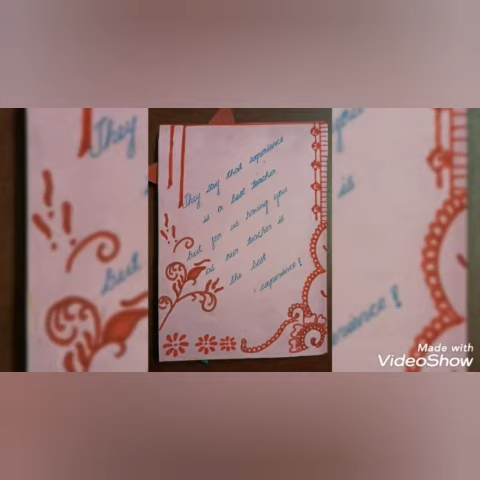 They say that experience
is a best teacher
but for us having you
as our teacher is
the best
experience!
Made with
VideoShow